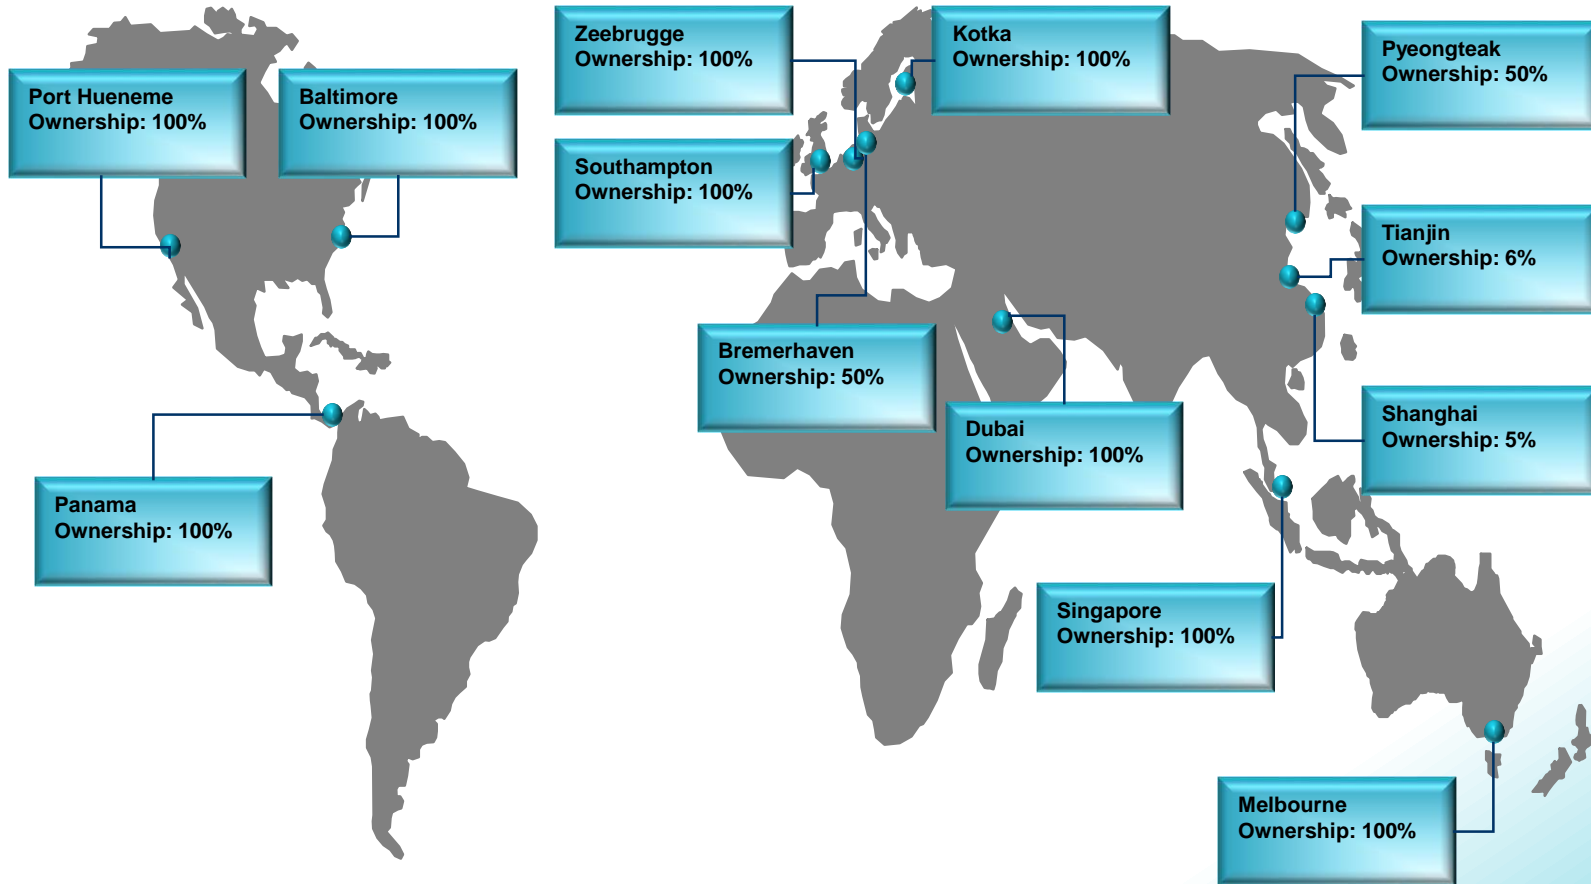 Zeebrugge
Ownership: 100%
Kotka
Ownership: 100%
Pyeongteak
Ownership: 50%
Port Hueneme
Ownership: 100%
Baltimore
Ownership: 100%
Southampton
Ownership: 100%
Tianjin
Ownership: 6%
Bremerhaven
Ownership: 50%
Dubai
Ownership: 100%
Shanghai
Ownership: 5%
Panama
Ownership: 100%
Singapore
Ownership: 100%
Melbourne
Ownership: 100%